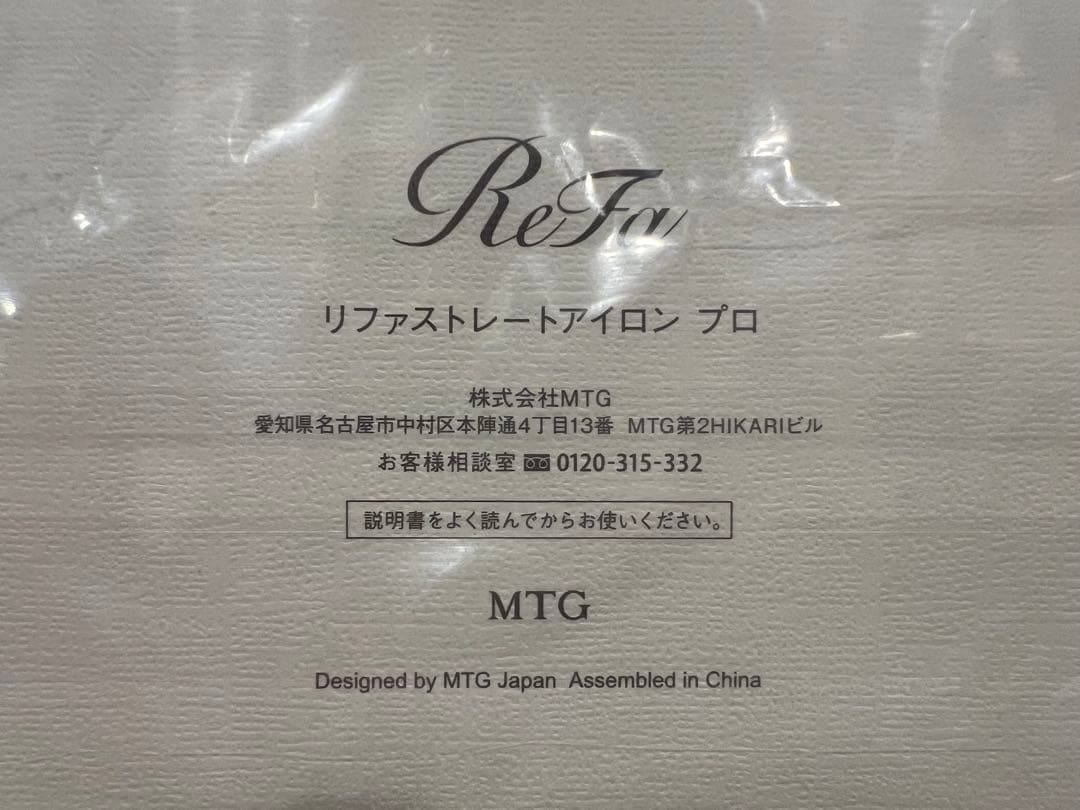 ReFa
リファストレートアイロン プロ
株式会社MTG
愛知県名古屋市中村区本陣通4丁目13番 MTG第2HIKARIビル
お客様相談室 0120-315-332
説明書をよく読んでからお使いください。
MTG
Designed by MTG Japan Assembled in China